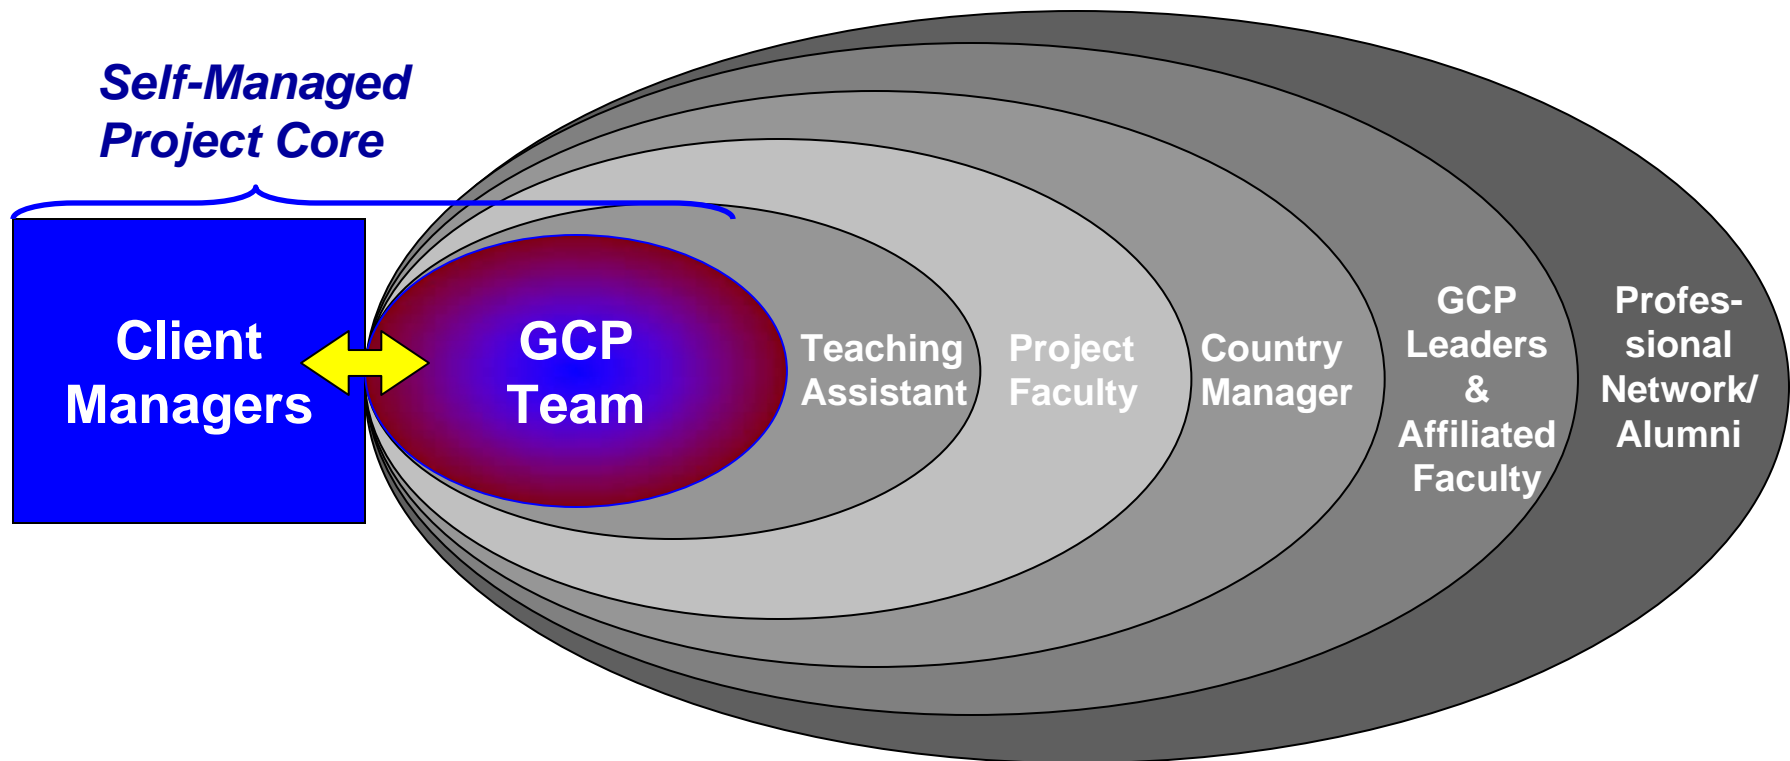 Self-Managed
Project Core
Client
Managers
GCP
Team
Teaching
Assistant
Project
Faculty
Country
Manager
GCP
Leaders
&
Affiliated
Faculty
Profes-
sional
Network/
Alumni